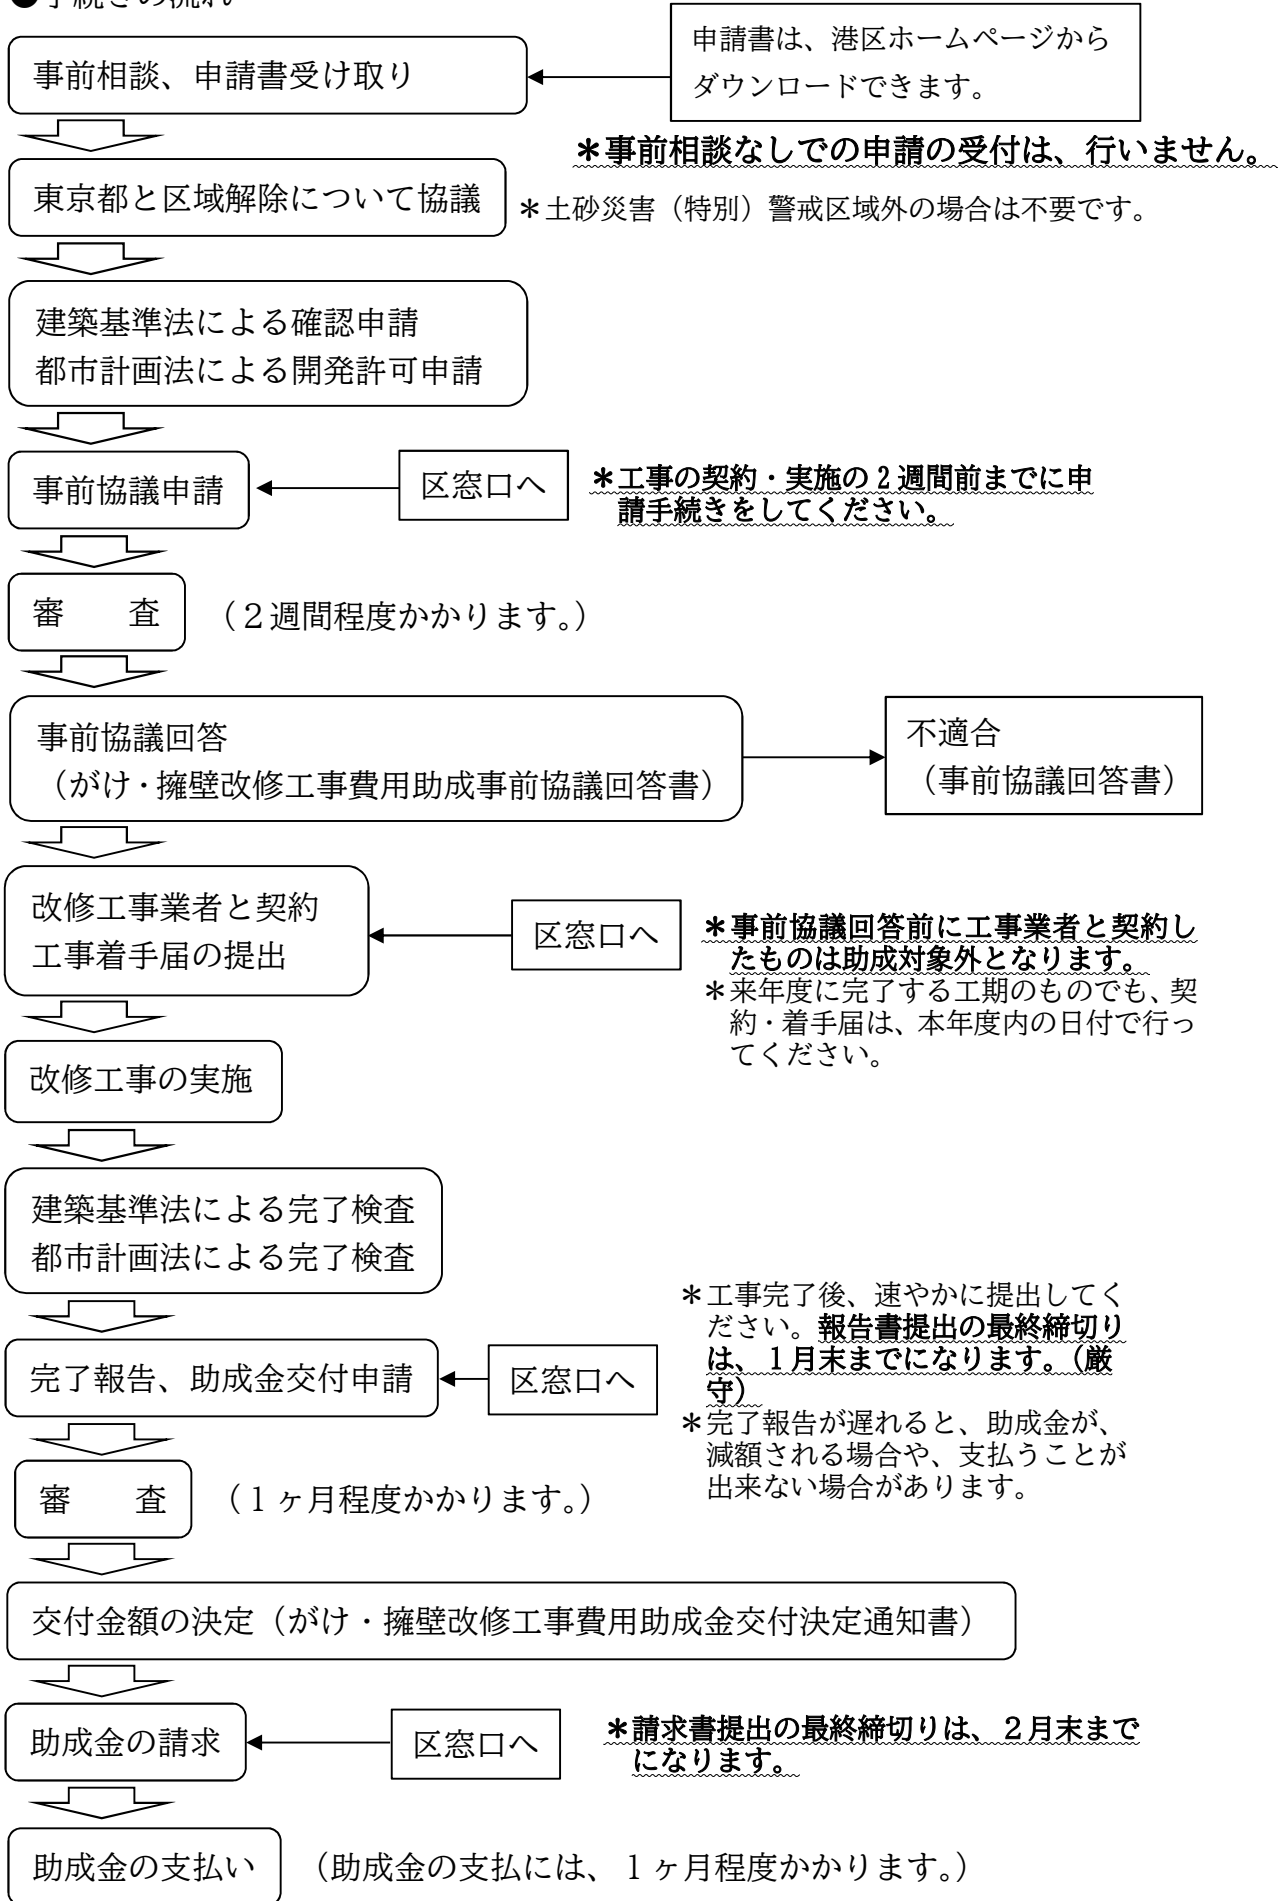 ●手続きの流れ
申請書は、港区ホームページから
ダウンロードできます。
事前相談、申請書受け取り
＊事前相談なしでの申請の受付は、行いません。
東京都と区域解除について協議
＊土砂災害（特別）警戒区域外の場合は不要です。
建築基準法による確認申請
都市計画法による開発許可申請
事前協議申請
区窓口へ
＊工事の契約・実施の２週間前までに申
請手続きをしてください。
審　　査
（２週間程度かかります。）
事前協議回答
（がけ・擁壁改修工事費用助成事前協議回答書）
不適合
（事前協議回答書）
改修工事業者と契約
工事着手届の提出
区窓口へ
＊事前協議回答前に工事業者と契約し
たものは助成対象外となります。
＊来年度に完了する工期のものでも、契
約・着手届は、本年度内の日付で行っ
てください。
改修工事の実施
建築基準法による完了検査
都市計画法による完了検査
完了報告、助成金交付申請
区窓口へ
＊工事完了後、速やかに提出してく
ださい。報告書提出の最終締切り
は、１月末までになります。（厳
守）
＊完了報告が遅れると、助成金が、
減額される場合や、支払うことが
出来ない場合があります。
審　　査
（１ヶ月程度かかります。）
交付金額の決定（がけ・擁壁改修工事費用助成金交付決定通知書）
助成金の請求
区窓口へ
＊請求書提出の最終締切りは、２月末まで
になります。
助成金の支払い
（助成金の支払には、１ヶ月程度かかります。）